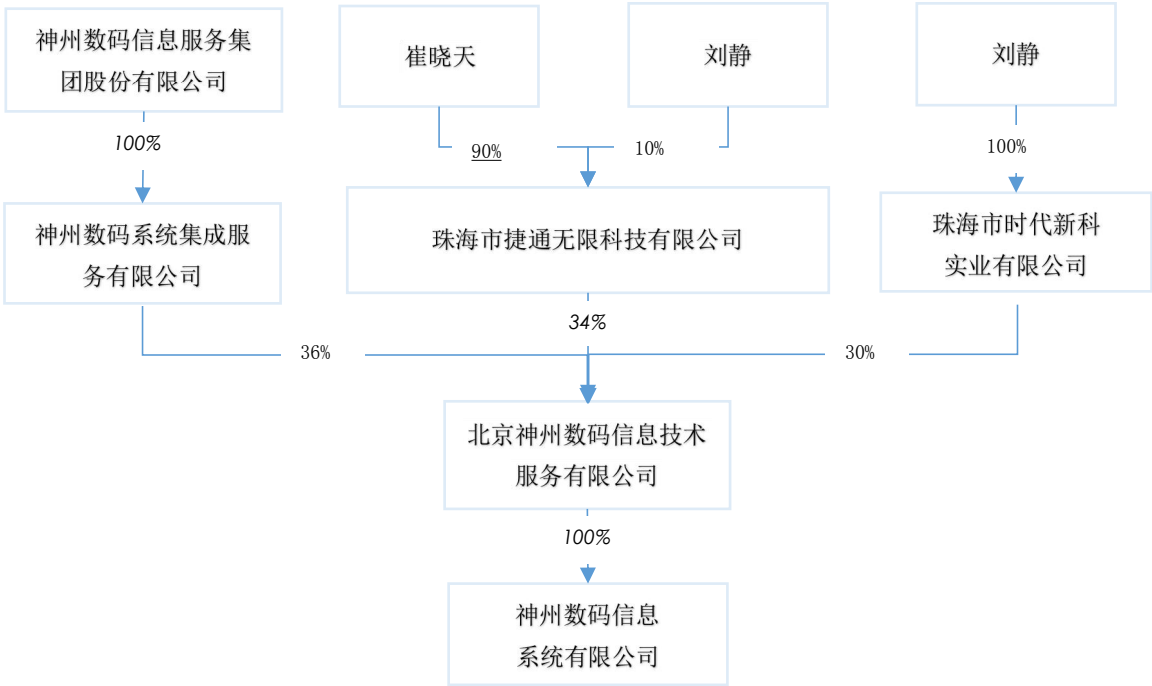 神州数码信息服务集
团股份有限公司
崔晓天
刘静
刘静
100%
90%
10%
100%
神州数码系统集成服
务有限公司
珠海市捷通无限科技有限公司
珠海市时代新科
实业有限公司
34%
36%
30%
北京神州数码信息技术
服务有限公司
100%
神州数码信息
系统有限公司